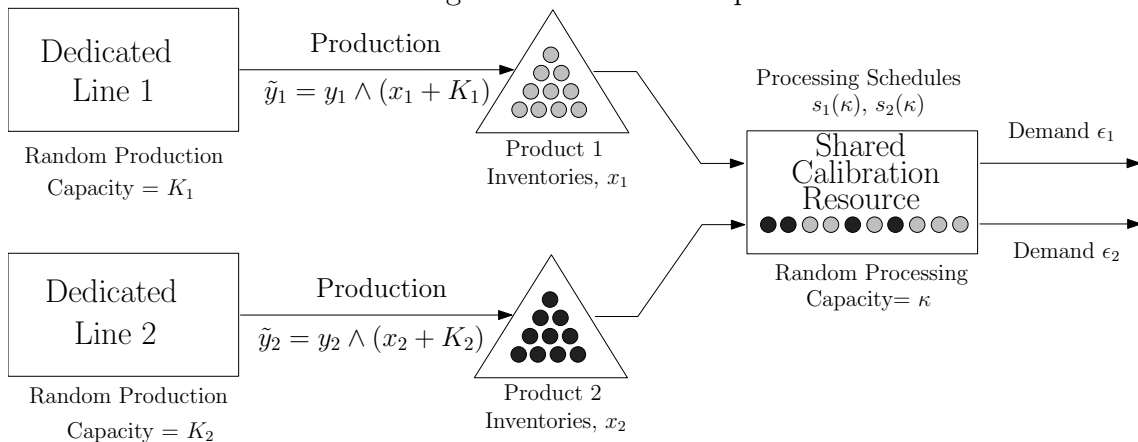 Dedicated
Line 1
Random Production
Capacity = K₁
Production
ỹ₁ = y₁ ∧ (x₁ + K₁)
Product 1
Inventories, x₁
Processing Schedules
s₁(κ), s₂(κ)
Shared
Calibration
Resource
Random Processing
Capacity= κ
Demand ϵ₁
Demand ϵ₂
Dedicated
Line 2
Random Production
Capacity = K₂
Production
ỹ₂ = y₂ ∧ (x₂ + K₂)
Product 2
Inventories, x₂